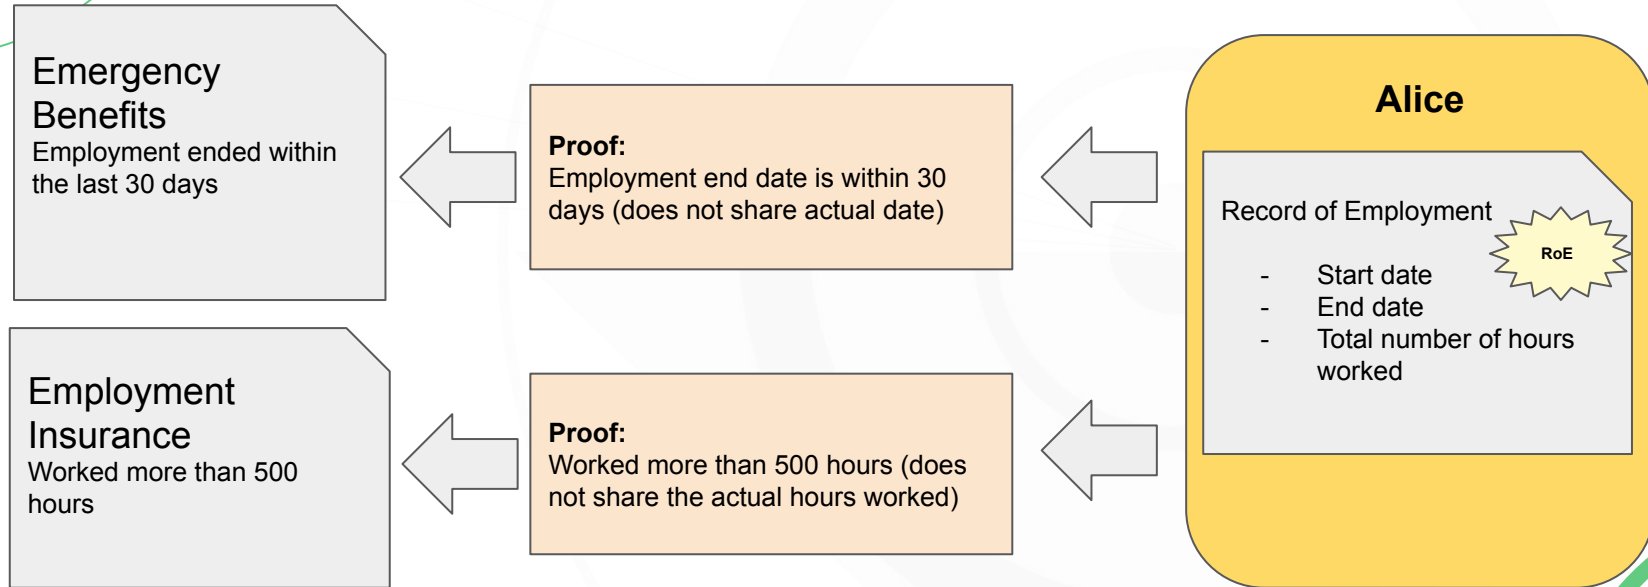 Emergency
Benefits
Employment ended within
the last 30 days
Proof:
Employment end date is within 30
days (does not share actual date)
Alice
Record of Employment
RoE
- Start date
- End date
- Total number of hours
worked
Employment
Insurance
Worked more than 500
hours
Proof:
Worked more than 500 hours (does
not share the actual hours worked)